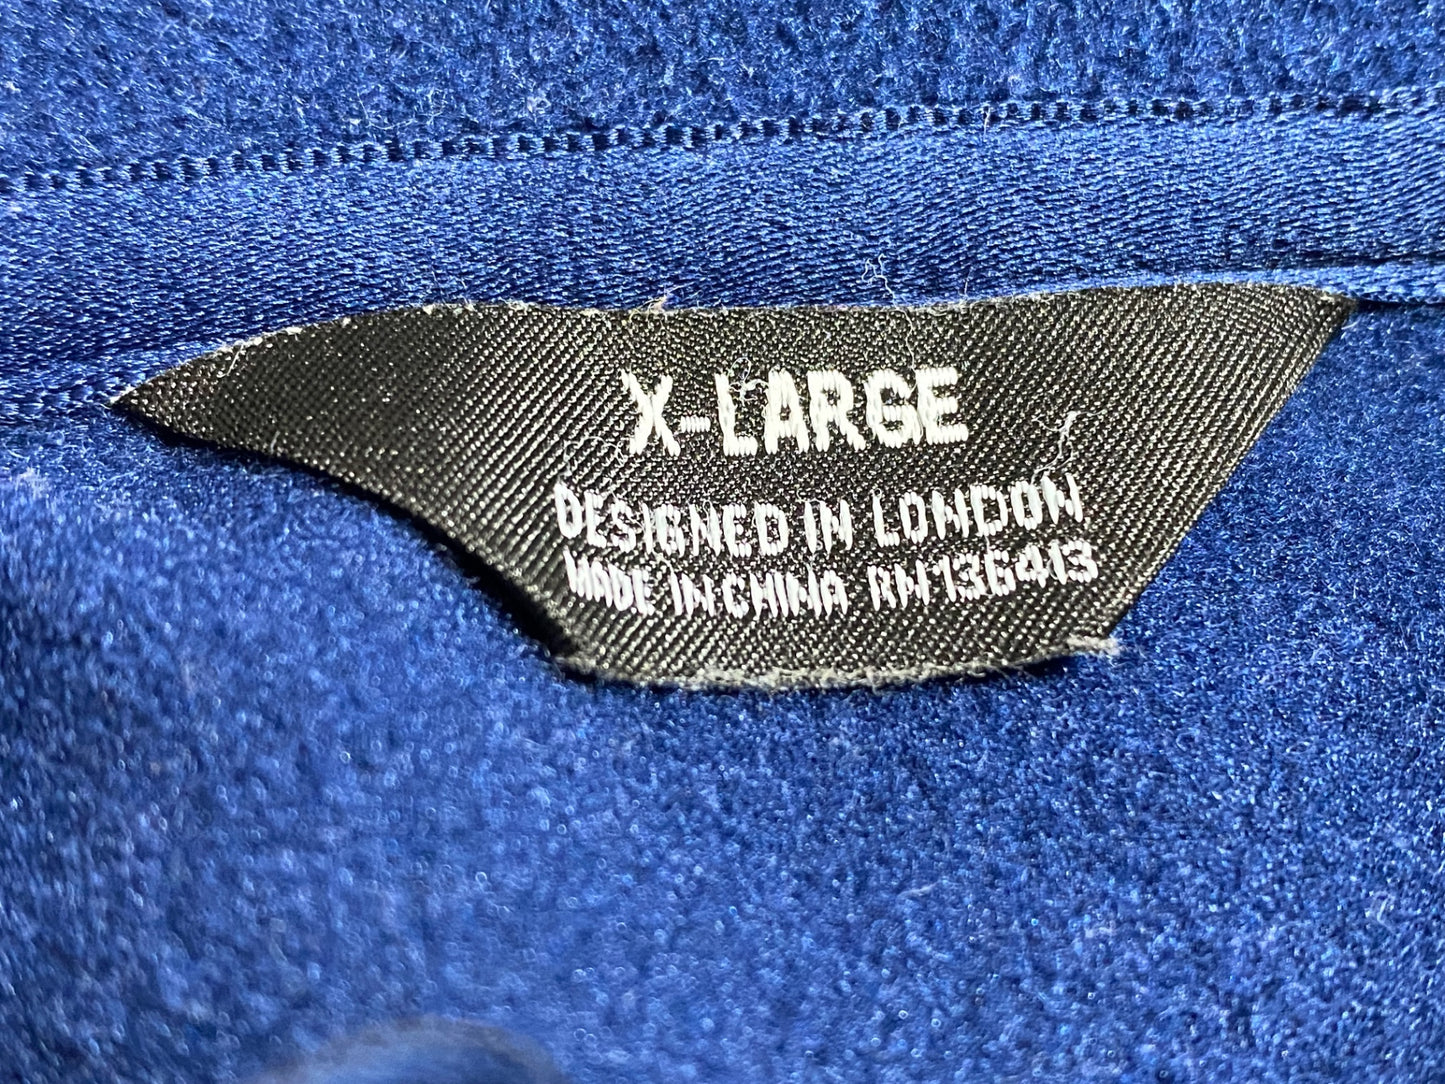 X-LARGE
DESIGNED IN LONDON
MADE IN CHINA RN136413